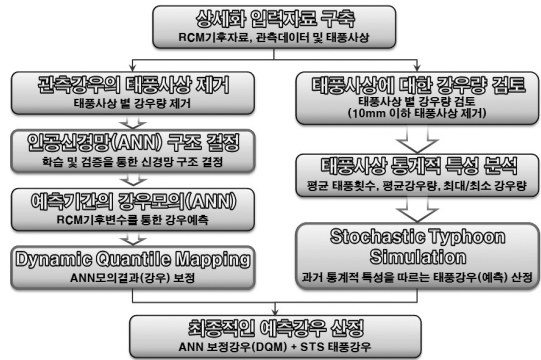 상세화 입력자료 구축
RCM기후자료, 관측데이터 및 태풍사상
관측강우의 태풍사상 제거
태풍사상 별 강우량 제거
인공신경망(ANN) 구조 결정
학습 및 검증을 통한 신경망 구조 결정
예측기간의 강우모의(ANN)
RCM기후변수를 통한 강우예측
Dynamic Quantile Mapping
ANN모의결과(강우) 보정
태풍사상에 대한 강우량 검토
태풍사상 별 강우량 검토
(10mm 이하 태풍사상 제거)
태풍사상 통계적 특성 분석
평균 태풍횟수, 평균강우량, 최대/최소 강우량
Stochastic Typhoon
Simulation
과거 통계적 특성을 따르는 태풍강우(예측) 산정
최종적인 예측강우 산정
ANN 보정강우(DQM) + STS 태풍강우